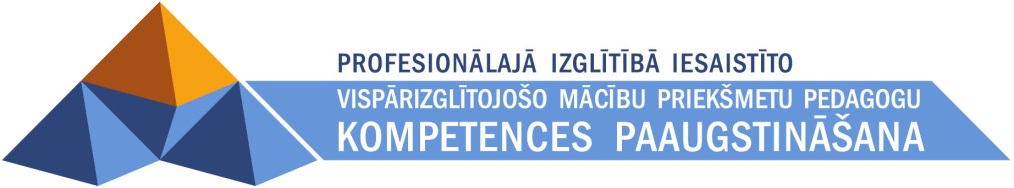 PROFESIONĀLAJĀ IZGLĪTĪBĀ IESAISTĪTO
VISPĀRIZGLĪTOJOŠO MĀCĪBU PRIEKŠMETU PEDAGOGU
KOMPETENCES PAAUGSTINĀŠANA